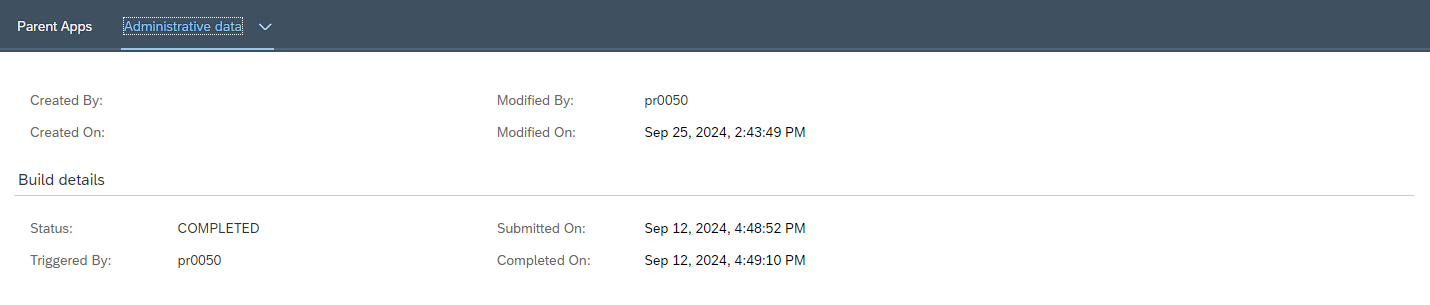 Parent Apps Administrative data
Created By: Modified By: pr0050
Created On: Modified On: Sep 25, 2024, 2:43:49 PM
Build details
Status: COMPLETED Submitted On: Sep 12, 2024, 4:48:52 PM
Triggered By: pr0050 Completed On: Sep 12, 2024, 4:49:10 PM